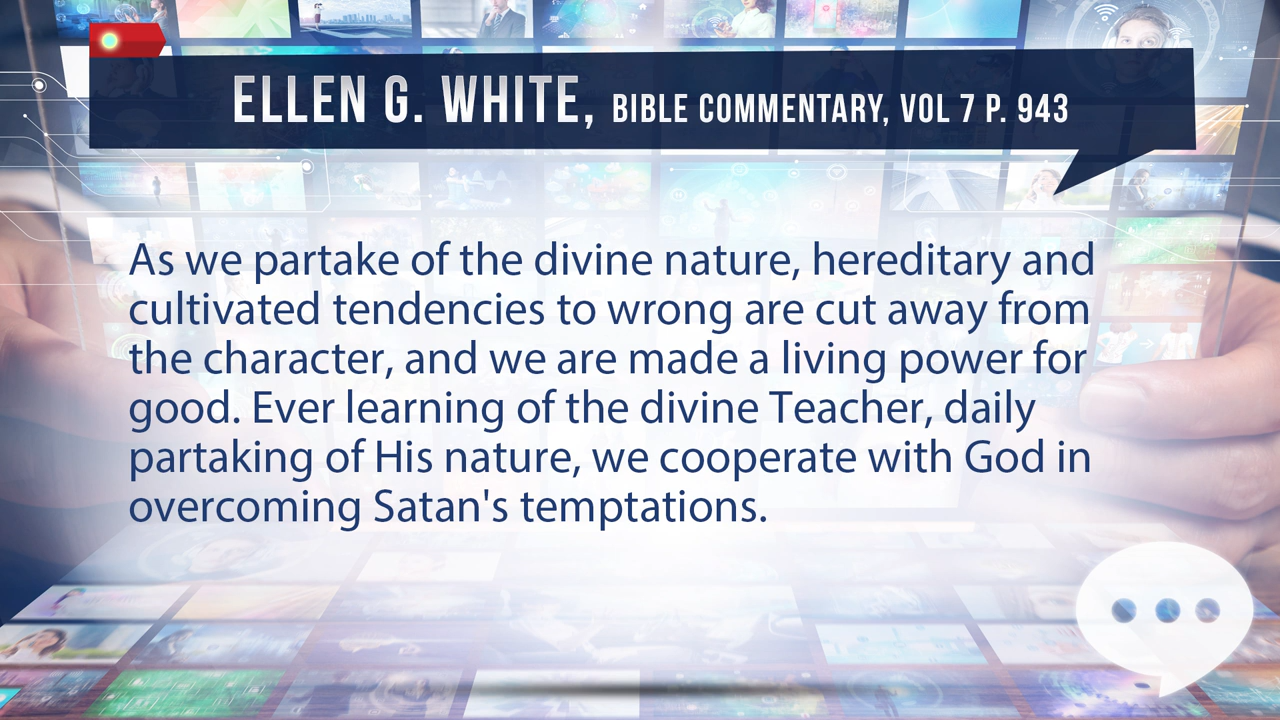 ELLEN G. WHITE, BIBLE COMMENTARY, VOL 7 P. 943
As we partake of the divine nature, hereditary and
cultivated tendencies to wrong are cut away from
the character, and we are made a living power for
good. Ever learning of the divine Teacher, daily
partaking of His nature, we cooperate with God in
overcoming Satan's temptations.